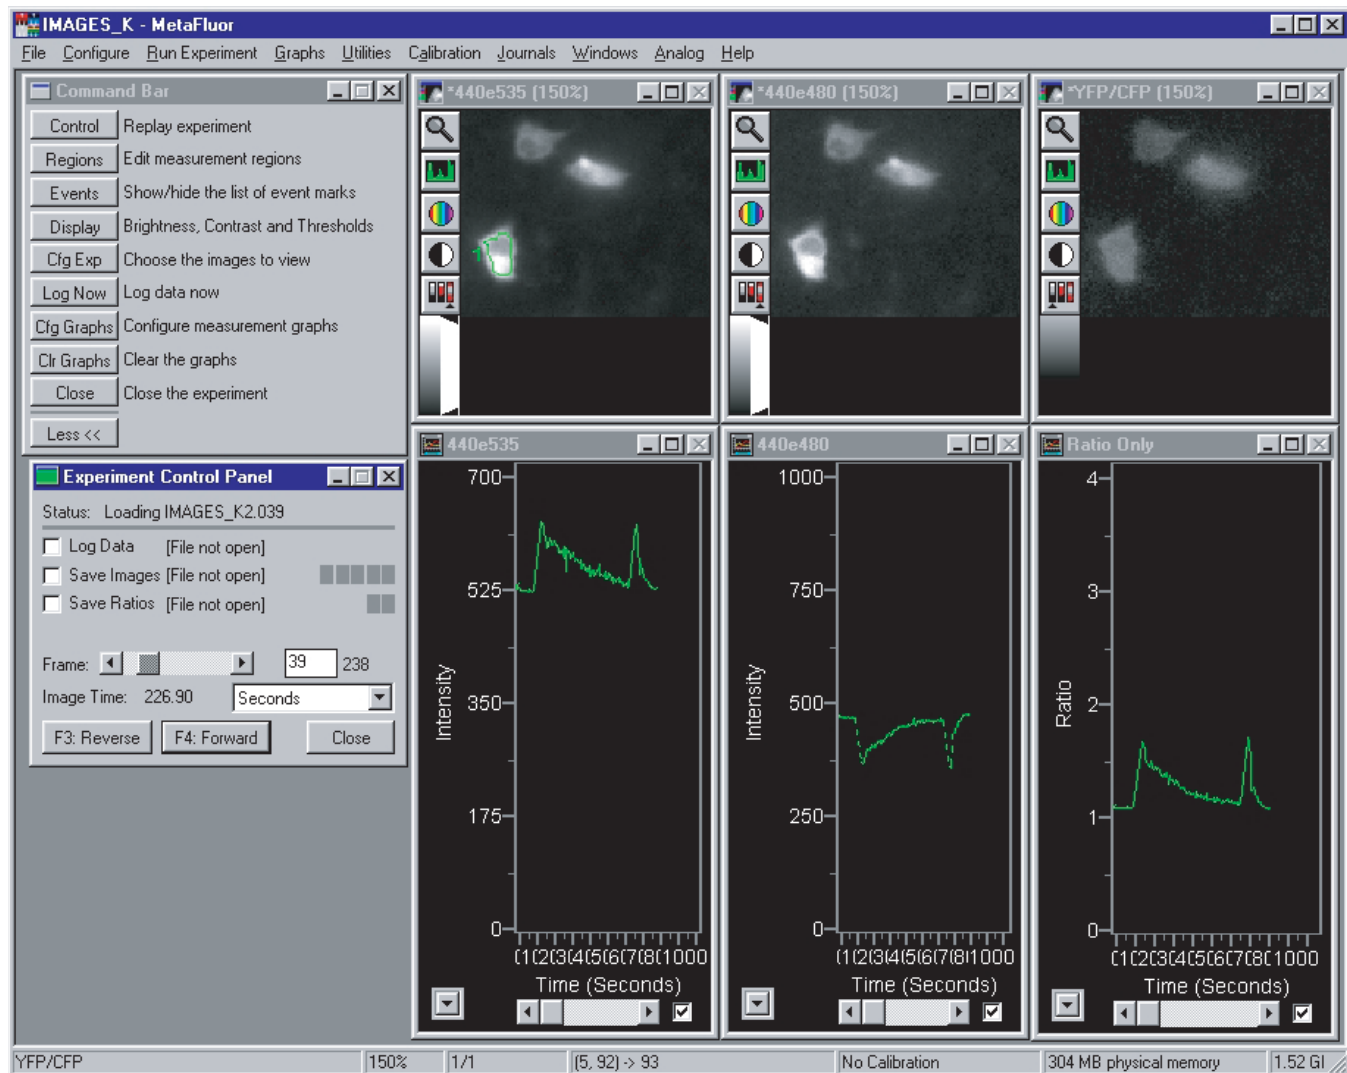 IMAGES_K - MetaFluor
File Configure Run Experiment Graphs Utilities Calibration Journals Windows Analog Help
Command Bar
Control Replay experiment
Regions Edit measurement regions
Events Show/hide the list of event marks
Display Brightness, Contrast and Thresholds
Cfg Exp Choose the images to view
Log Now Log data now
Cfg Graphs Configure measurement graphs
Clr Graphs Clear the graphs
Close Close the experiment
Less <<
Experiment Control Panel
Status: Loading IMAGES_K2.039
Log Data [File not open]
Save Images [File not open]
Save Ratios [File not open]
Frame: 39 238
Image Time: 226.90 Seconds
F3: Reverse F4: Forward Close
*440e535 (150%)
1
*440e480 (150%)
*YFP/CFP (150%)
440e535
700
525
350
175
0
Intensity
1000
Time (Seconds)
440e480
1000
750
500
250
0
Intensity
1000
Time (Seconds)
Ratio Only
4
3
2
1
0
Ratio
1000
Time (Seconds)
YFP/CFP 150% 1/1 (5, 92) -> 93 No Calibration 304 MB physical memory 1.52 GI